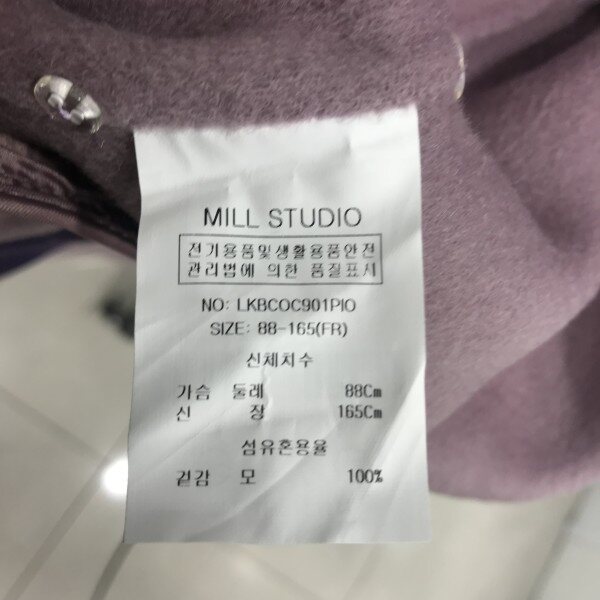 MILL STUDIO
전기용품및생활용품안전
관리법에 의한 품질표시
NO: LKBCOC901PIO
SIZE: 88-165(FR)
신체치수
가슴 둘레 88Cm
신 장 165Cm
섬유혼용율
겉감 모 100%